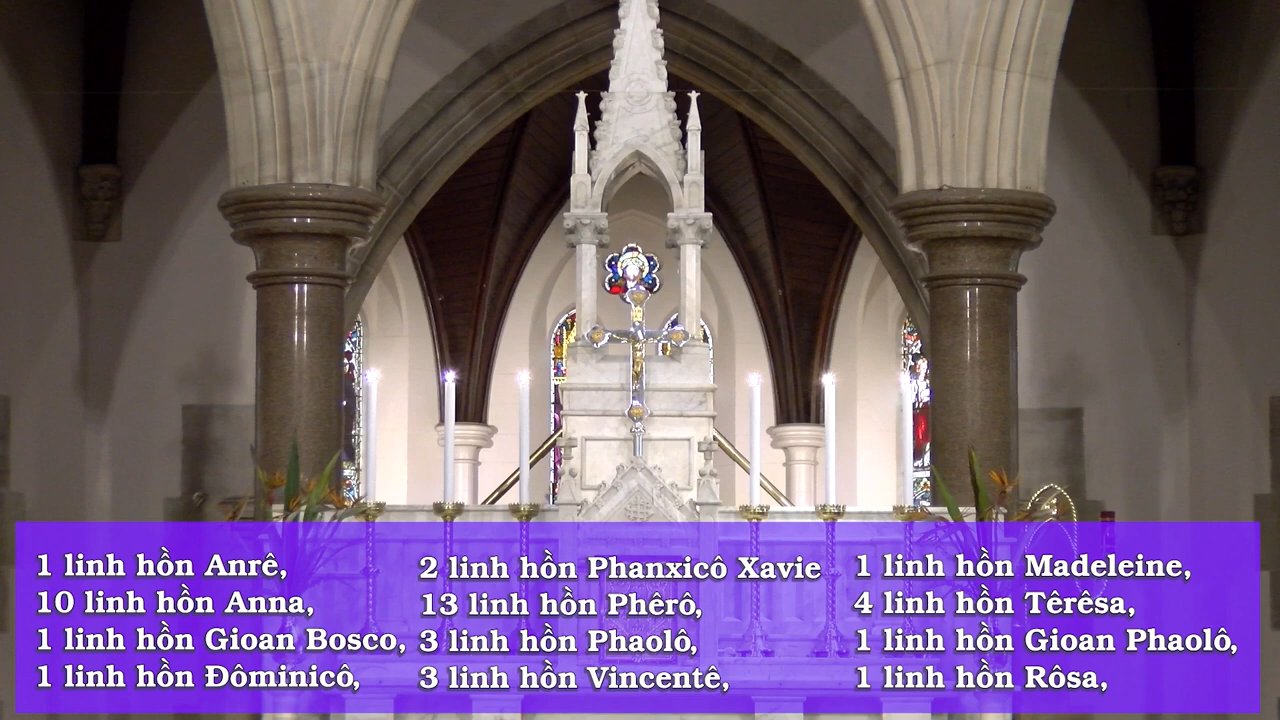 1 linh hồn Anrê,
10 linh hồn Anna,
1 linh hồn Gioan Bosco,
1 linh hồn Đôminicô,
2 linh hồn Phanxicô Xavie
13 linh hồn Phêrô,
3 linh hồn Phaolô,
3 linh hồn Vincentê,
1 linh hồn Madeleine,
4 linh hồn Têrêsa,
1 linh hồn Gioan Phaolô,
1 linh hồn Rôsa,